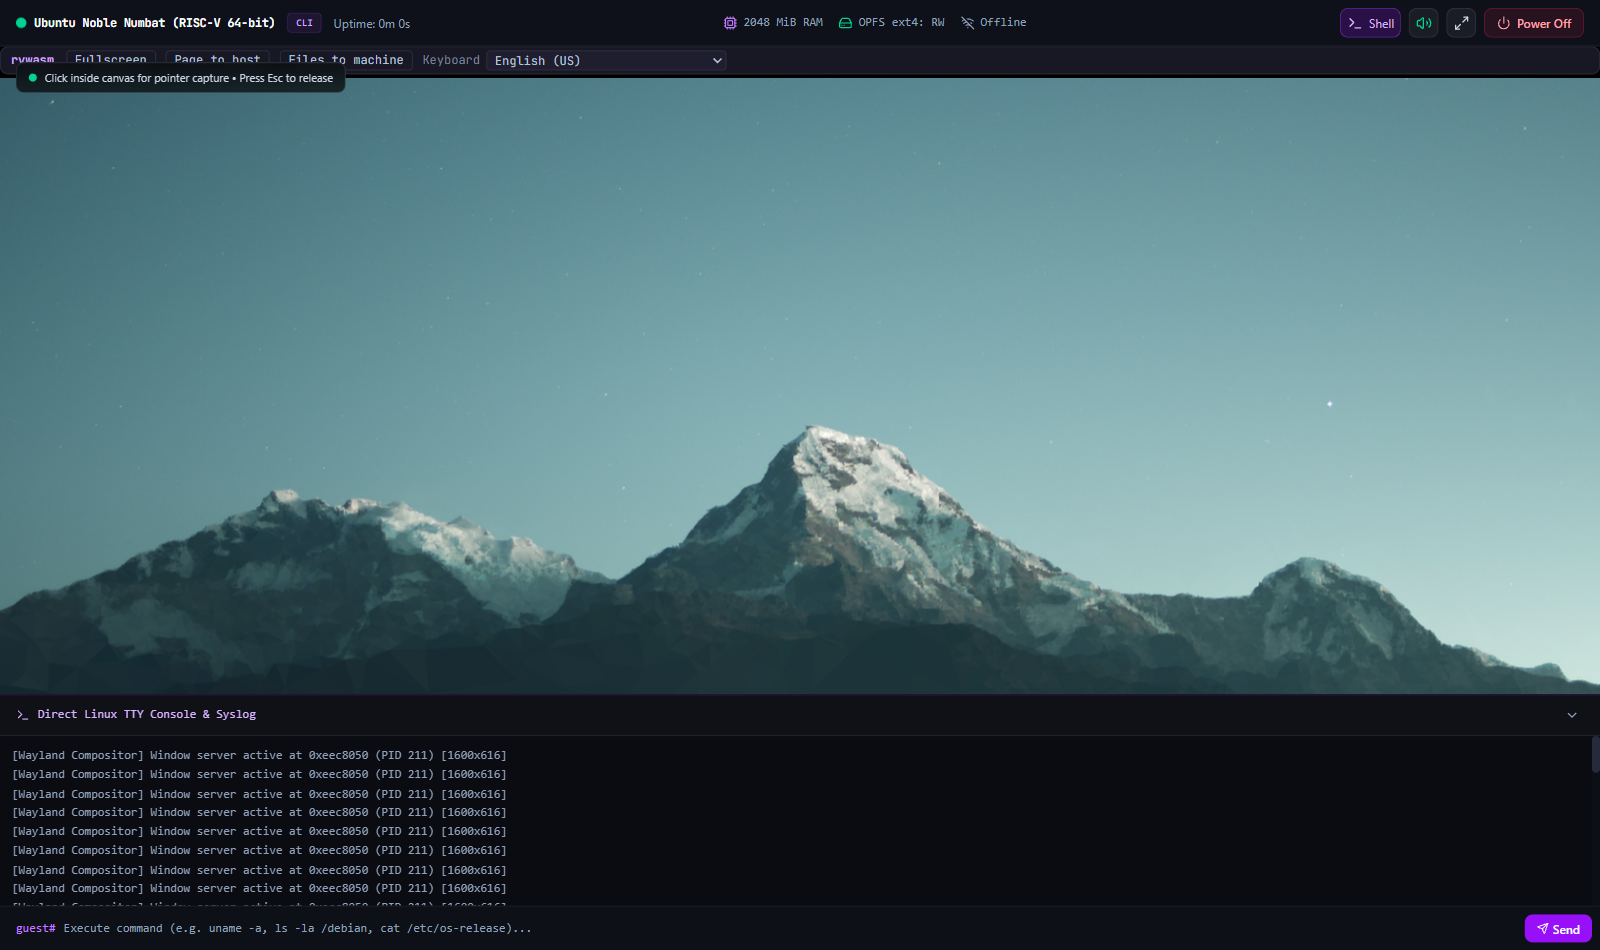 Ubuntu Noble Numbat (RISC-V 64-bit) CLI Uptime: 0m 0s 2048 MiB RAM OPFS ext4: RW Offline Shell Power Off
rvwasm Fullscreen Page to host Files to machine Keyboard English (US)
Click inside canvas for pointer capture • Press Esc to release
Direct Linux TTY Console & Syslog
[Wayland Compositor] Window server active at 0xeec8050 (PID 211) [1600x616]
[Wayland Compositor] Window server active at 0xeec8050 (PID 211) [1600x616]
[Wayland Compositor] Window server active at 0xeec8050 (PID 211) [1600x616]
[Wayland Compositor] Window server active at 0xeec8050 (PID 211) [1600x616]
[Wayland Compositor] Window server active at 0xeec8050 (PID 211) [1600x616]
[Wayland Compositor] Window server active at 0xeec8050 (PID 211) [1600x616]
[Wayland Compositor] Window server active at 0xeec8050 (PID 211) [1600x616]
[Wayland Compositor] Window server active at 0xeec8050 (PID 211) [1600x616]
guest# Execute command (e.g. uname -a, ls -la /debian, cat /etc/os-release)... Send